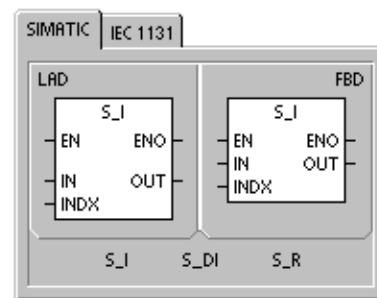 SIMATIC IEC 1131
LAD FBD
S_I S_I
EN ENO EN ENO
IN OUT IN OUT
INDX INDX
S_I S_DI S_R